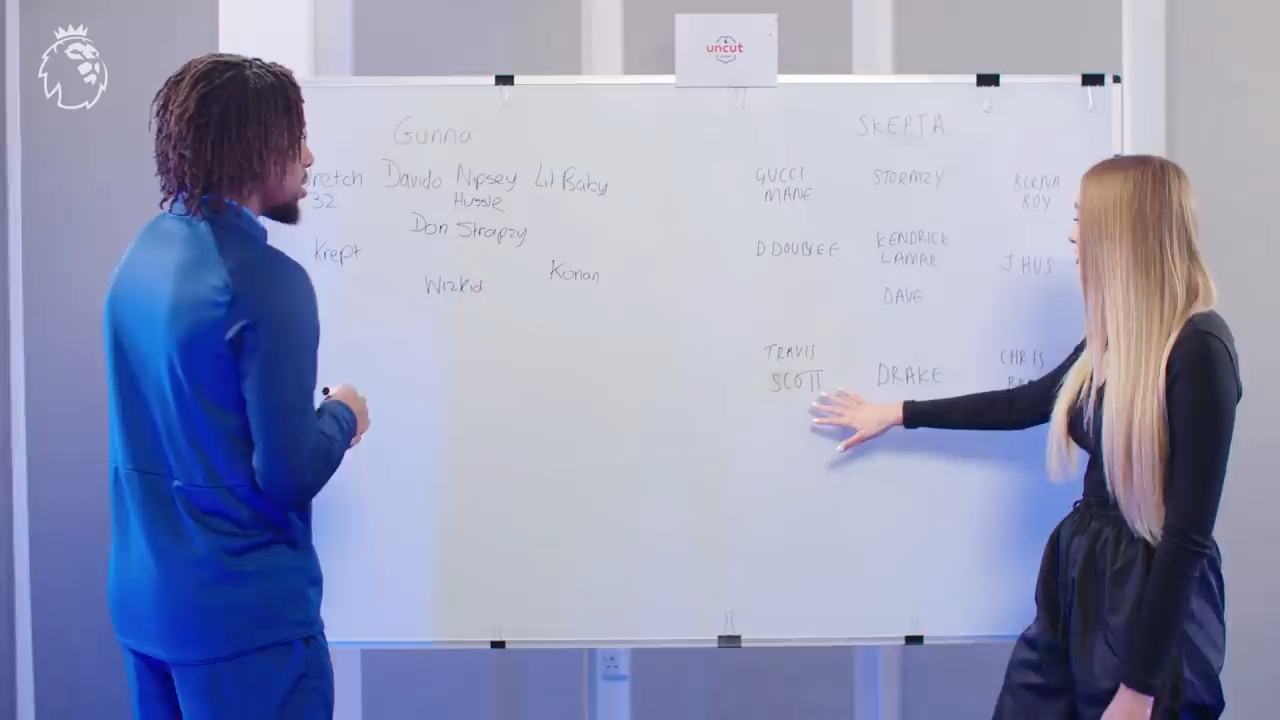 uncut
Gunna
SKEPTA
Davido Nipsey Lil Baby
32
Hussle
Don Strapzy
Krept
Konan
Wizkid
GUCCI STORMZY BURNA
MANE BOY
D DOUBLE E KENDRICK
LAMAR J HUS
DAVE
TRAVIS CHRIS
SCOTT DRAKE